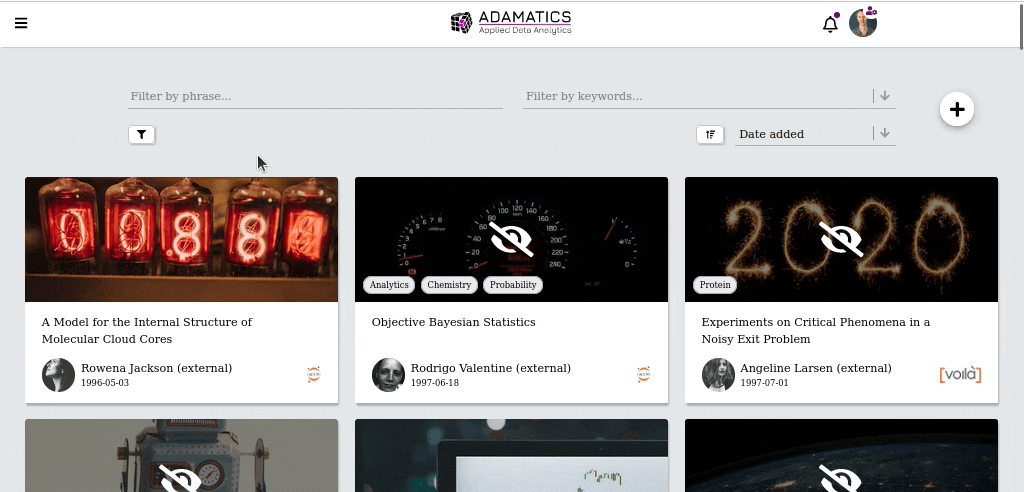 ADAMATICS
Applied Data Analytics
Filter by phrase...
Filter by keywords...
Date added
2020
Analytics
Chemistry
Probability
Protein
A Model for the Internal Structure of
Molecular Cloud Cores
Rowena Jackson (external)
1996-05-03
Objective Bayesian Statistics
Rodrigo Valentine (external)
1997-06-18
Experiments on Critical Phenomena in a
Noisy Exit Problem
Angeline Larsen (external)
1997-07-01
[voilà]